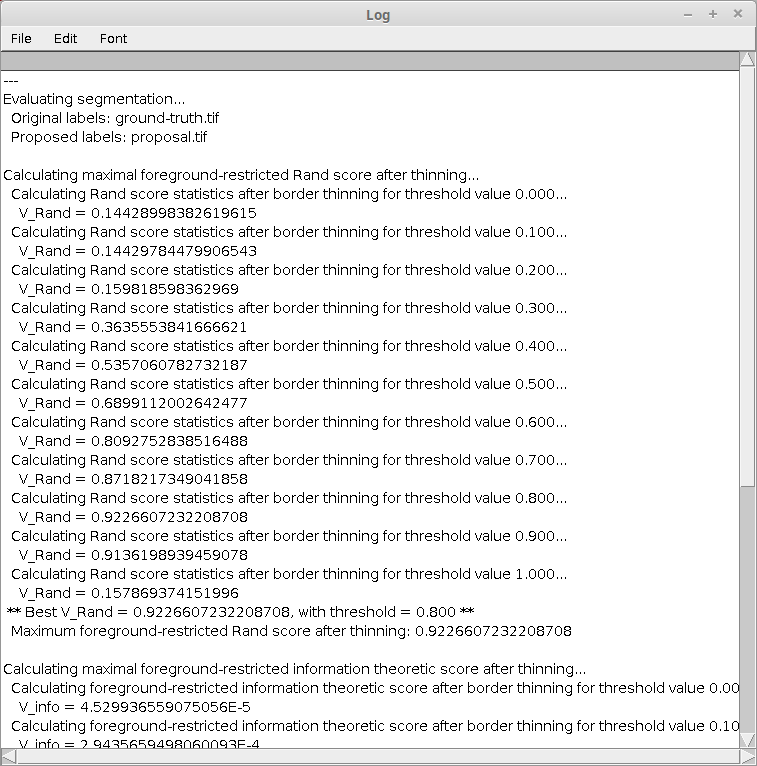 Log
File Edit Font
---
Evaluating segmentation...
Original labels: ground-truth.tif
Proposed labels: proposal.tif
Calculating maximal foreground-restricted Rand score after thinning...
Calculating Rand score statistics after border thinning for threshold value 0.000...
V_Rand = 0.14428998382619615
Calculating Rand score statistics after border thinning for threshold value 0.100...
V_Rand = 0.14429784479906543
Calculating Rand score statistics after border thinning for threshold value 0.200...
V_Rand = 0.159818598362969
Calculating Rand score statistics after border thinning for threshold value 0.300...
V_Rand = 0.3635553841666621
Calculating Rand score statistics after border thinning for threshold value 0.400...
V_Rand = 0.5357060782732187
Calculating Rand score statistics after border thinning for threshold value 0.500...
V_Rand = 0.6899112002642477
Calculating Rand score statistics after border thinning for threshold value 0.600...
V_Rand = 0.8092752838516488
Calculating Rand score statistics after border thinning for threshold value 0.700...
V_Rand = 0.8718217349041858
Calculating Rand score statistics after border thinning for threshold value 0.800...
V_Rand = 0.9226607232208708
Calculating Rand score statistics after border thinning for threshold value 0.900...
V_Rand = 0.9136198939459078
Calculating Rand score statistics after border thinning for threshold value 1.000...
V_Rand = 0.157869374151996
** Best V_Rand = 0.9226607232208708, with threshold = 0.800 **
Maximum foreground-restricted Rand score after thinning: 0.9226607232208708
Calculating maximal foreground-restricted information theoretic score after thinning...
Calculating foreground-restricted information theoretic score after border thinning for threshold value 0.00
V_info = 4.529936559075056E-5
Calculating foreground-restricted information theoretic score after border thinning for threshold value 0.10
V_info = 2.9435659498060093E-4